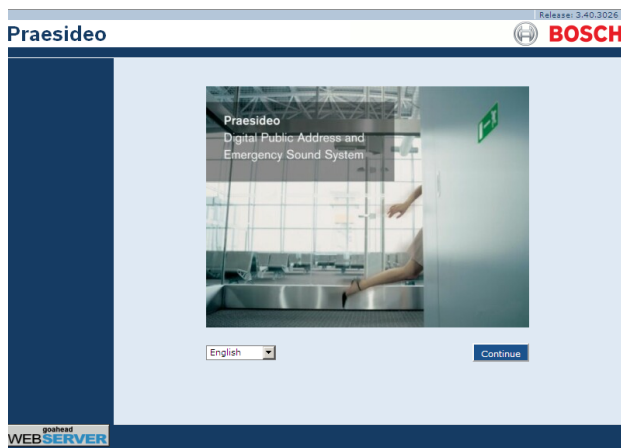 Release: 3.40.3026
Praesideo
BOSCH
Praesideo
Digital Public Address and
Emergency Sound System
English
Continue
goahead
WEBSERVER